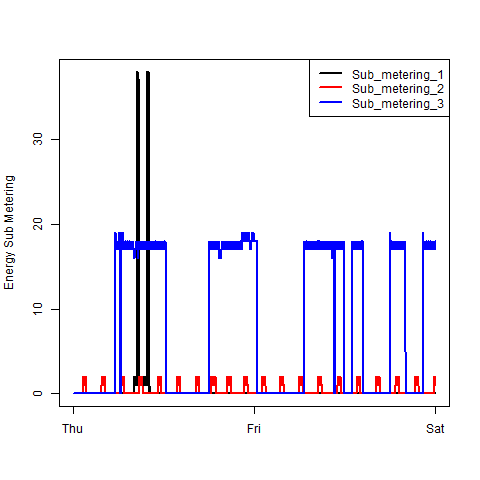 Sub_metering_1
Sub_metering_2
Sub_metering_3
Energy Sub Metering
30
20
10
0
Thu Fri Sat